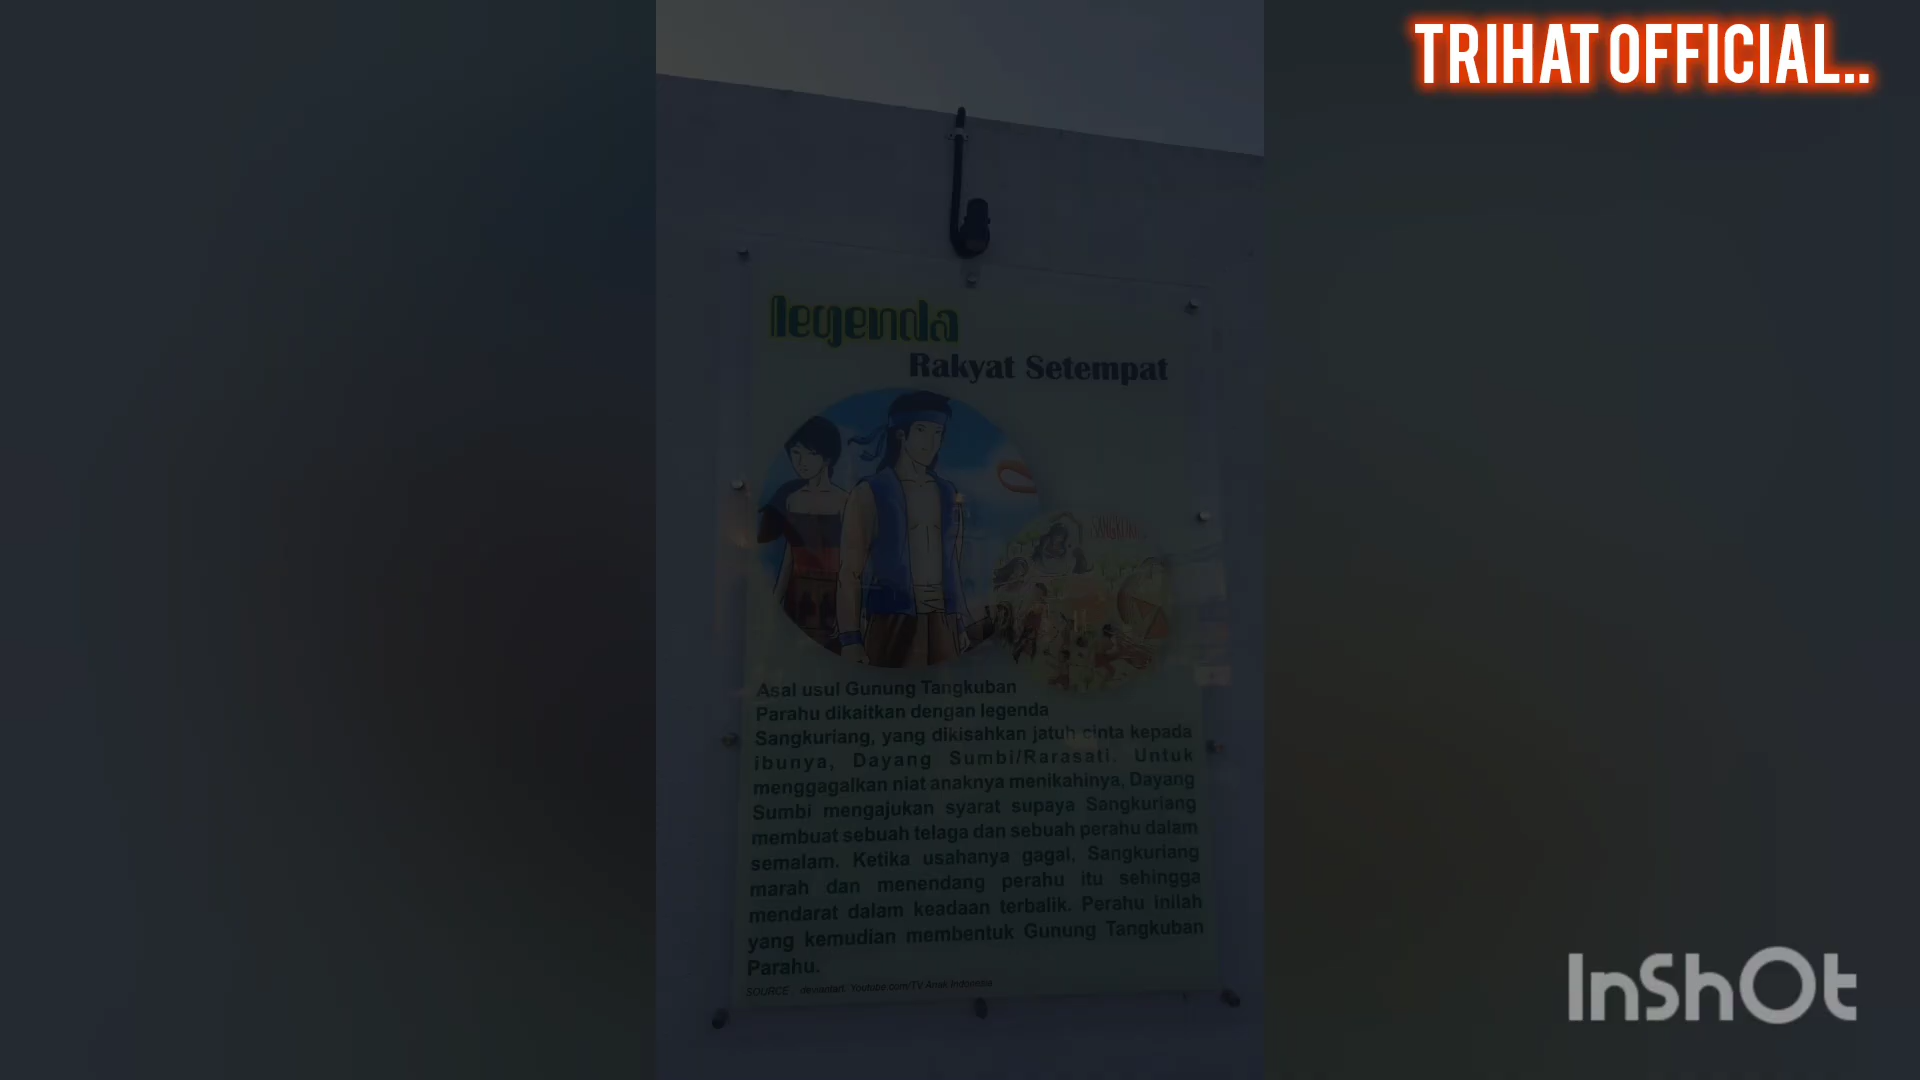 TRIHAT OFFICIAL..
legenda
Rakyat Setempat
Asal usul Gunung Tangkuban
Parahu dikaitkan dengan legenda
Sangkuriang, yang dikisahkan jatuh cinta kepada
ibunya, Dayang Sumbi/Rarasati. Untuk
menggagalkan niat anaknya menikahinya, Dayang
Sumbi mengajukan syarat supaya Sangkuriang
membuat sebuah telaga dan sebuah perahu dalam
semalam. Ketika usahanya gagal, Sangkuriang
marah dan menendang perahu itu sehingga
mendarat dalam keadaan terbalik. Perahu inilah
yang kemudian membentuk Gunung Tangkuban
Parahu.
SOURCE : deviantart, Youtube.com/TV Anak Indonesia
InShOt